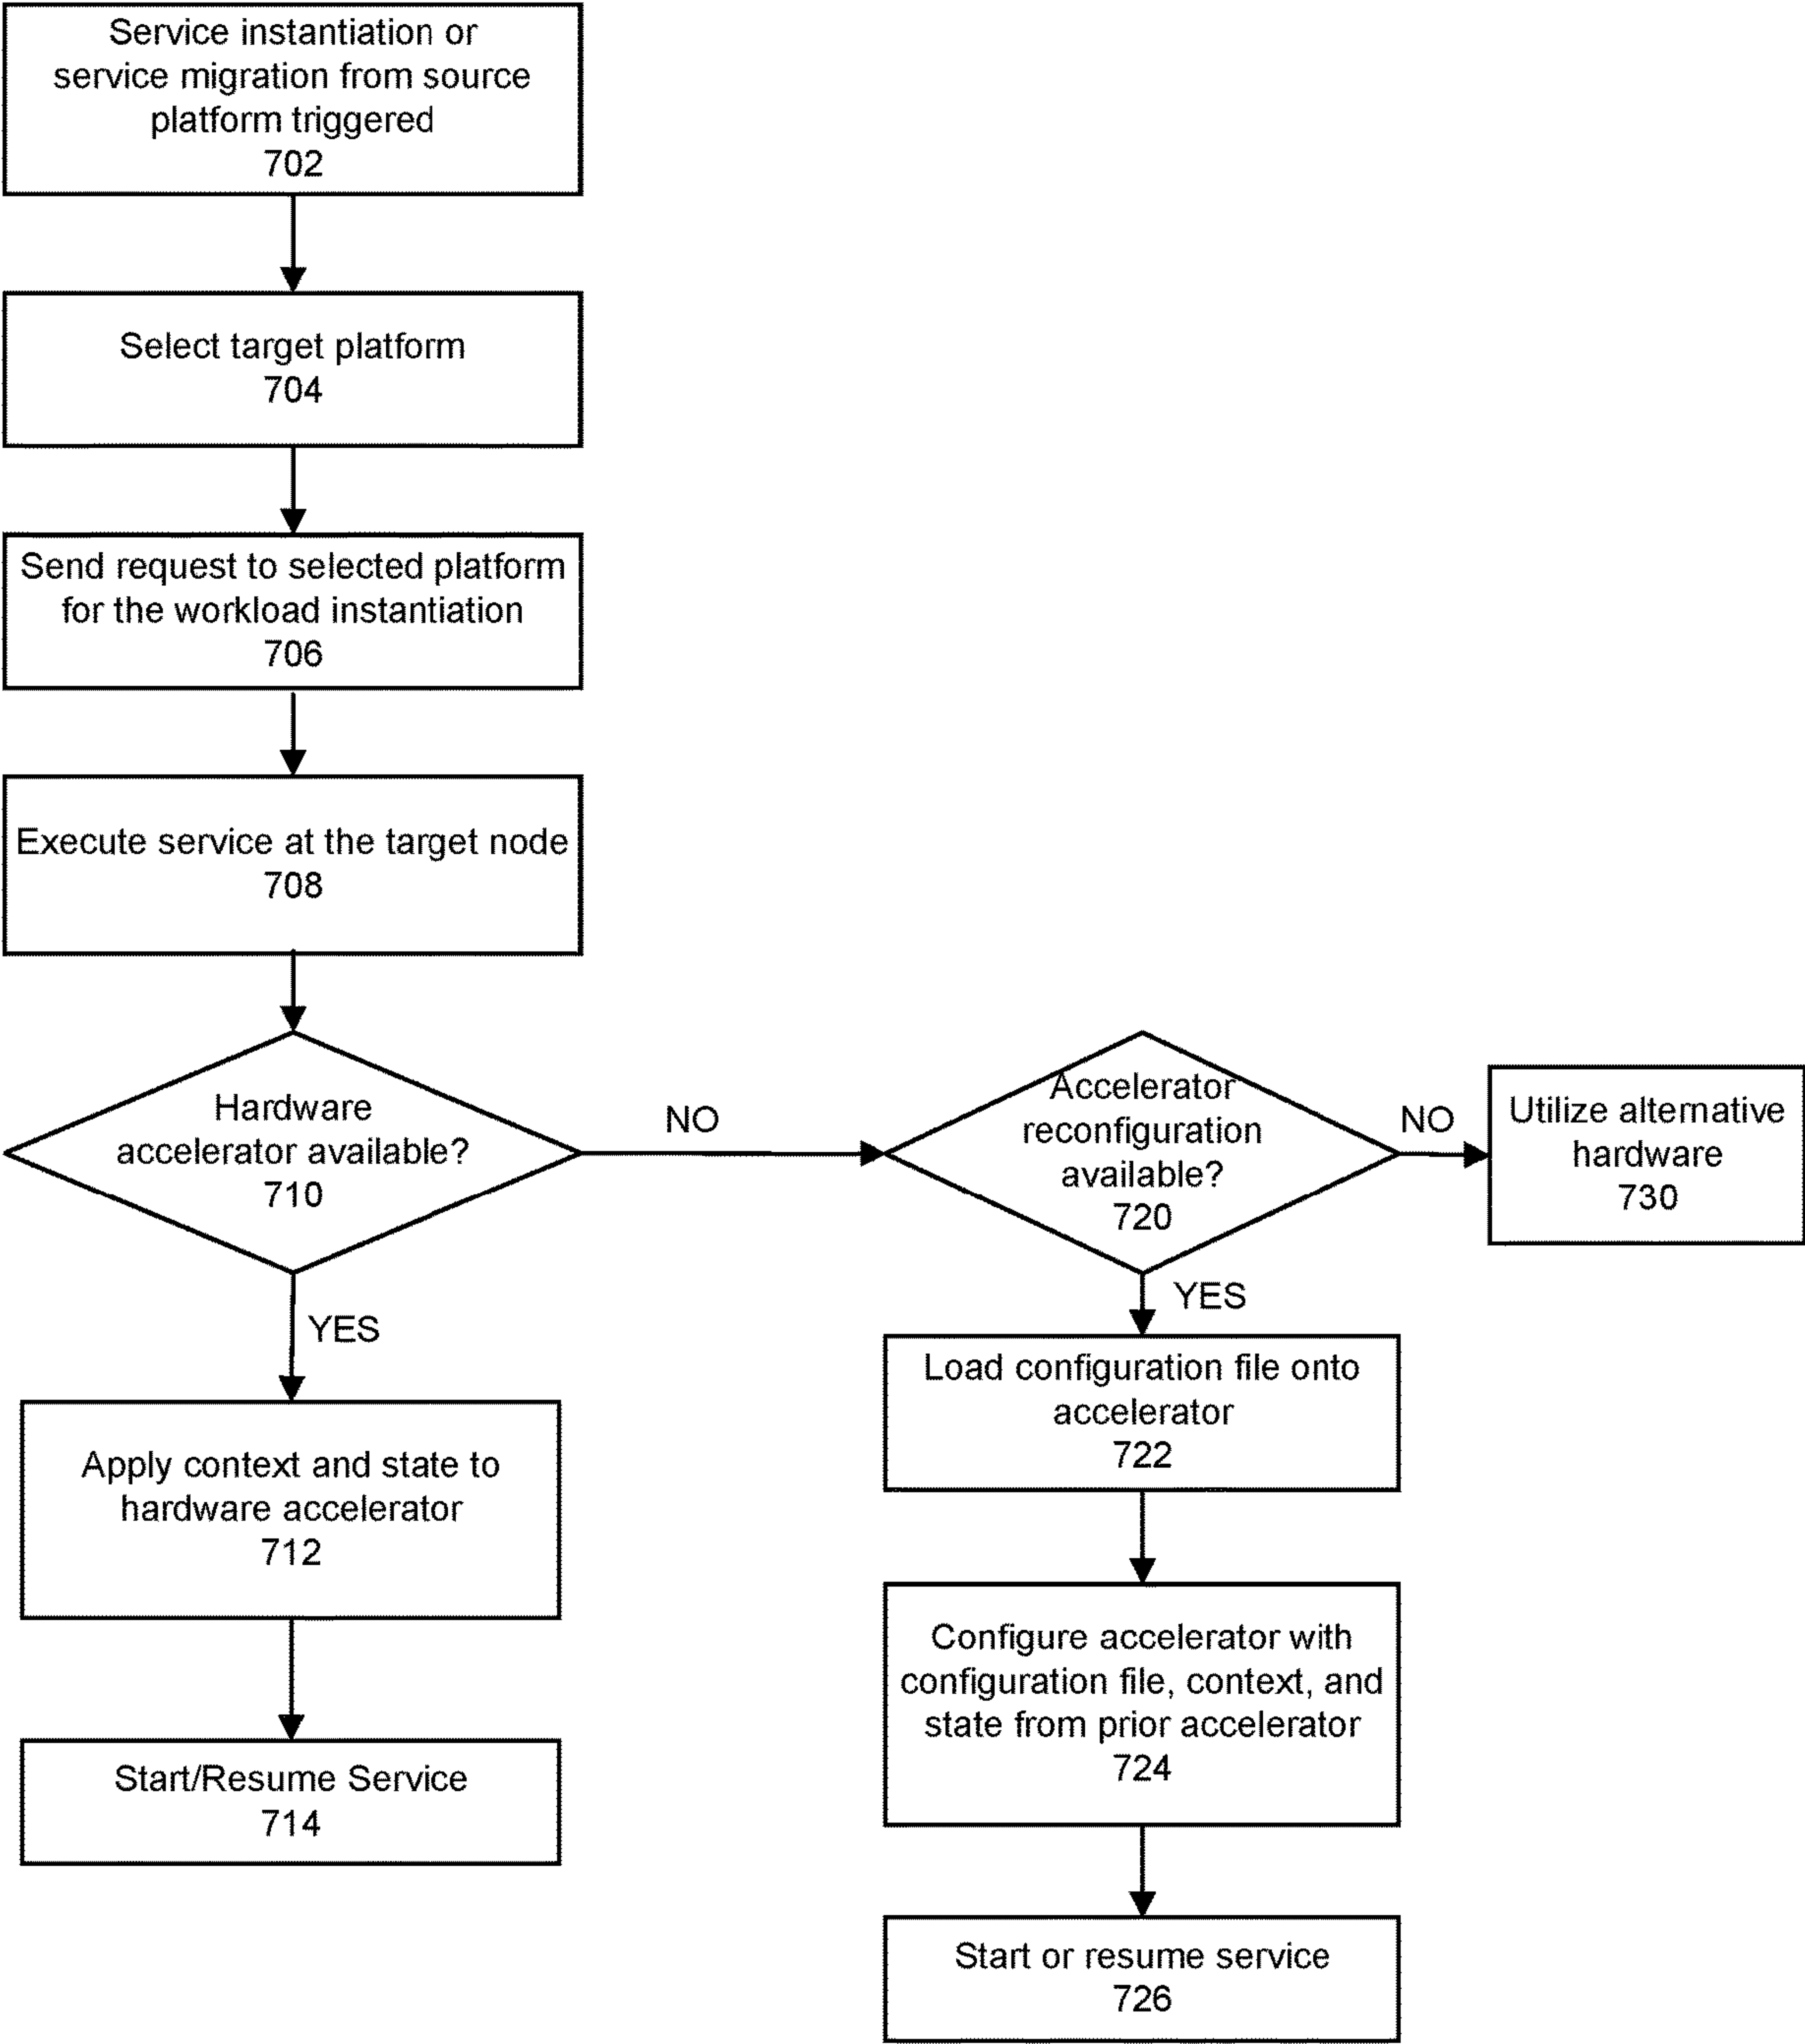 Service instantiation or
service migration from source
platform triggered
702
Select target platform
704
Send request to selected platform
for the workload instantiation
706
Execute service at the target node
708
Hardware
accelerator available?
710
NO
Accelerator
reconfiguration
available?
720
NO
Utilize alternative
hardware
730
YES
Apply context and state to
hardware accelerator
712
Start/Resume Service
714
YES
Load configuration file onto
accelerator
722
Configure accelerator with
configuration file, context, and
state from prior accelerator
724
Start or resume service
726